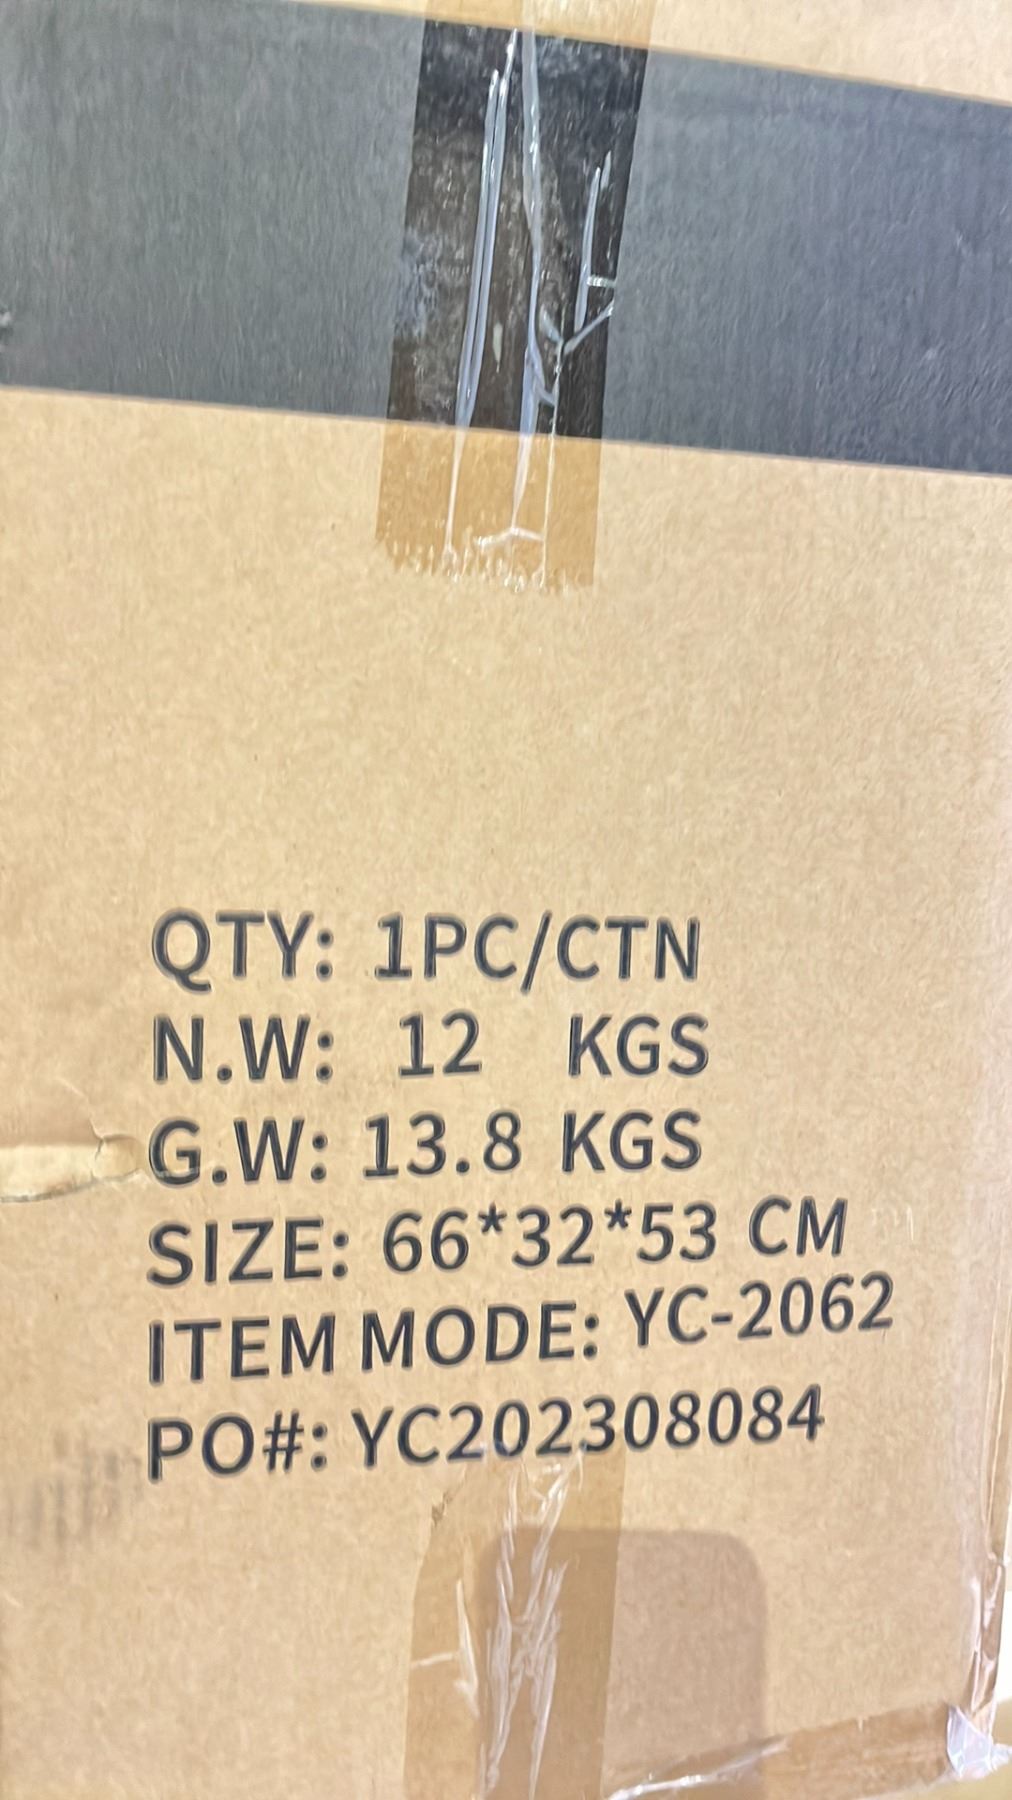 QTY: 1PC/CTN
N.W: 12 KGS
G.W: 13.8 KGS
SIZE: 66*32*53 CM
ITEM MODE: YC-2062
PO#: YC202308084